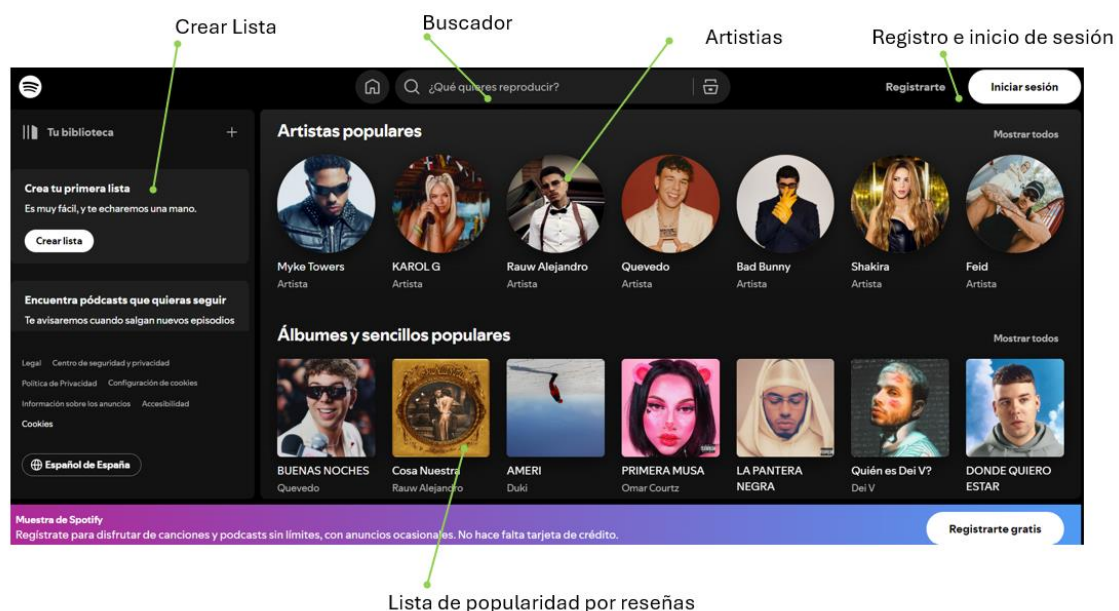 Crear Lista
Buscador
Artistias
Registro e inicio de sesión
¿Qué quieres reproducir?
Registrarte
Iniciar sesión
Tu biblioteca
Crea tu primera lista
Es muy fácil, y te echaremos una mano.
Crear lista
Encuentra pódcasts que quieras seguir
Te avisaremos cuando salgan nuevos episodios
Legal Centro de seguridad y privacidad
Política de Privacidad Configuración de cookies
Información sobre los anuncios Accesibilidad
Cookies
Español de España
Artistas populares
Mostrar todos
Myke Towers
Artista
KAROL G
Artista
Rauw Alejandro
Artista
Quevedo
Artista
Bad Bunny
Artista
Shakira
Artista
Feid
Artista
Álbumes y sencillos populares
Mostrar todos
BUENAS NOCHES
Quevedo
Cosa Nuestra
Rauw Alejandro
AMERI
Duki
PRIMERA MUSA
Omar Courtz
LA PANTERA
NEGRA
Quién es Dei V?
Dei V
DONDE QUIERO
ESTAR
Muestra de Spotify
Regístrate para disfrutar de canciones y podcasts sin límites, con anuncios ocasionales. No hace falta tarjeta de crédito.
Registrarte gratis
Lista de popularidad por reseñas